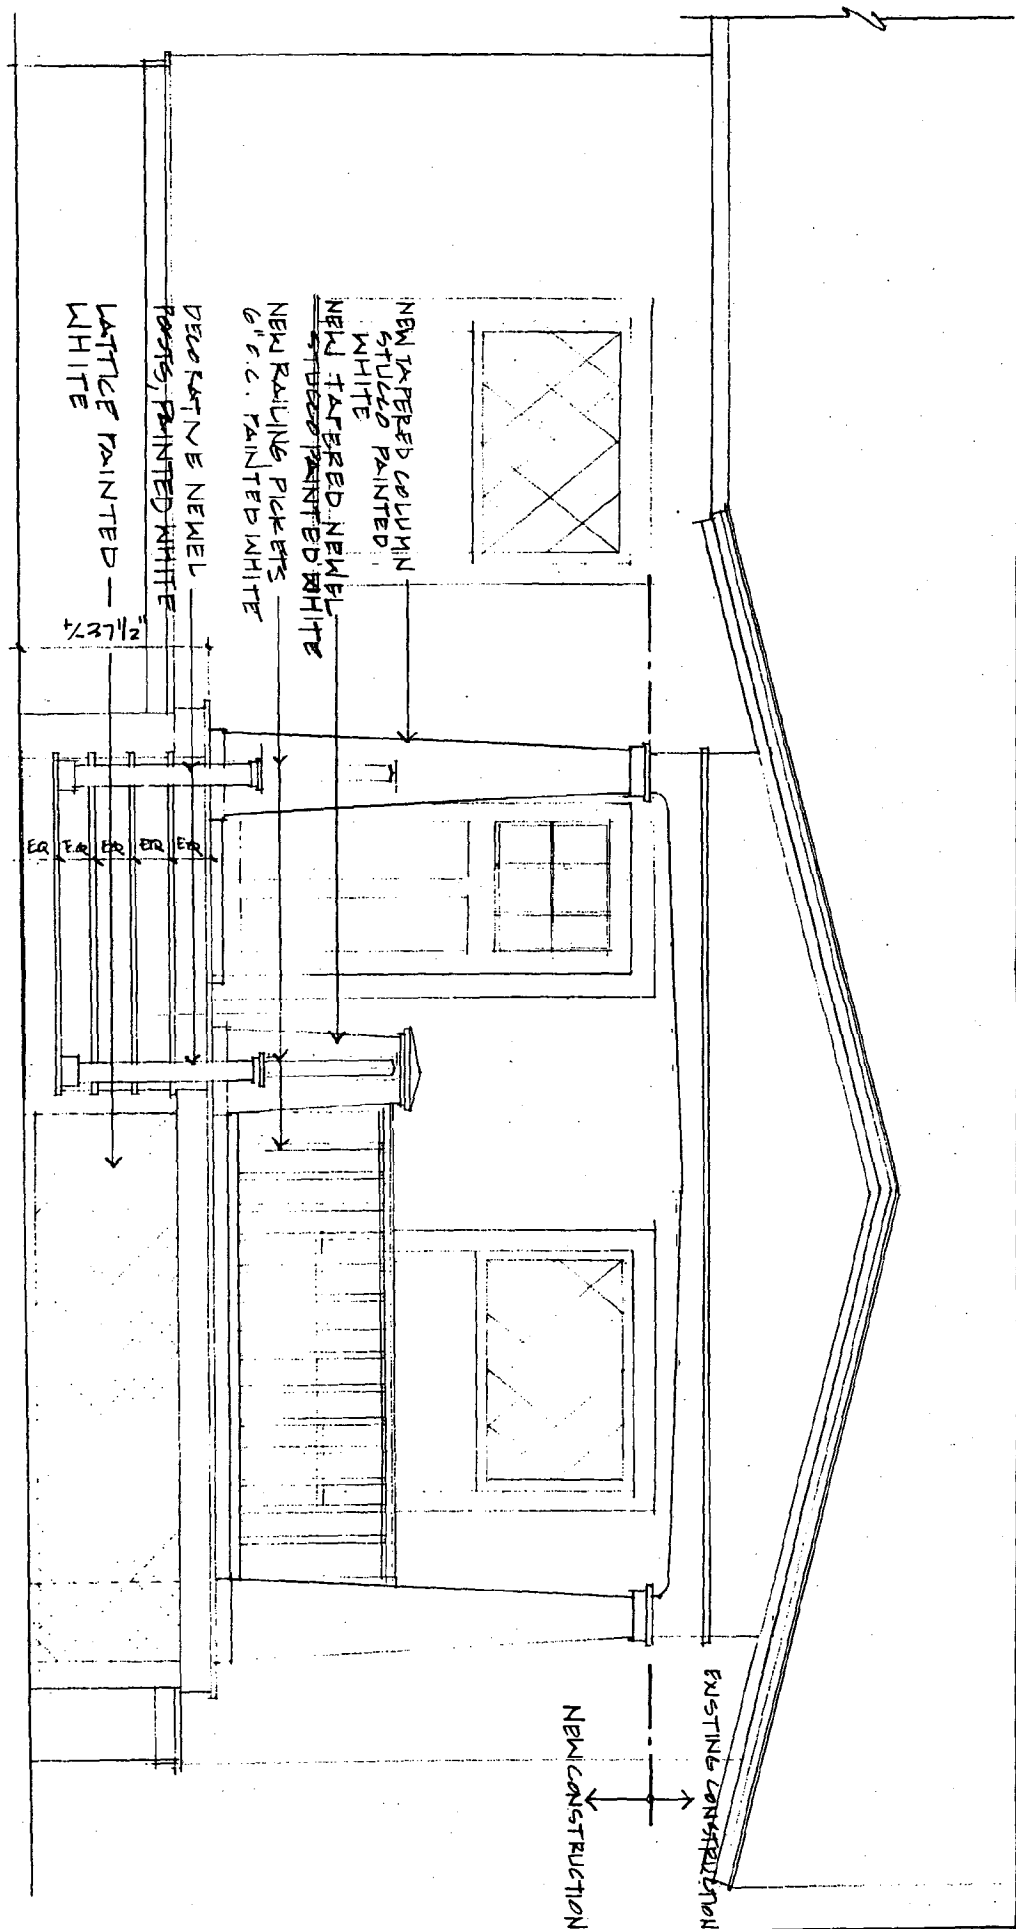 NEW TAPERED COLUMN
STUCCO PAINTED
WHITE
NEW TAPERED NEWEL
STUCCO PAINTED WHITE
NEW RAILING PICKETS
6" O.C. PAINTED WHITE
DECORATIVE NEWEL
POSTS, PAINTED WHITE
LATTICE PAINTED
WHITE
+/-37 1/2"
EQ
EQ
EQ
EQ
EQ
EXISTING CONSTRUCTION
NEW CONSTRUCTION